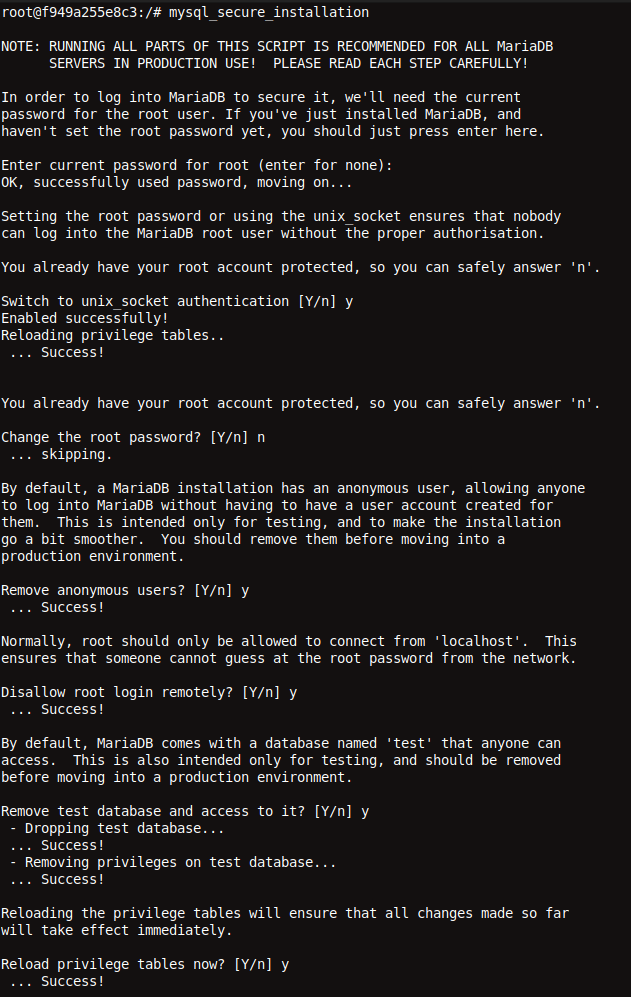 root@f949a255e8c3:/# mysql_secure_installation
NOTE: RUNNING ALL PARTS OF THIS SCRIPT IS RECOMMENDED FOR ALL MariaDB
SERVERS IN PRODUCTION USE!  PLEASE READ EACH STEP CAREFULLY!
In order to log into MariaDB to secure it, we'll need the current
password for the root user. If you've just installed MariaDB, and
haven't set the root password yet, you should just press enter here.
Enter current password for root (enter for none):
OK, successfully used password, moving on...
Setting the root password or using the unix_socket ensures that nobody
can log into the MariaDB root user without the proper authorisation.
You already have your root account protected, so you can safely answer 'n'.
Switch to unix_socket authentication [Y/n] y
Enabled successfully!
Reloading privilege tables..
... Success!
You already have your root account protected, so you can safely answer 'n'.
Change the root password? [Y/n] n
... skipping.
By default, a MariaDB installation has an anonymous user, allowing anyone
to log into MariaDB without having to have a user account created for
them.  This is intended only for testing, and to make the installation
go a bit smoother.  You should remove them before moving into a
production environment.
Remove anonymous users? [Y/n] y
... Success!
Normally, root should only be allowed to connect from 'localhost'.  This
ensures that someone cannot guess at the root password from the network.
Disallow root login remotely? [Y/n] y
... Success!
By default, MariaDB comes with a database named 'test' that anyone can
access.  This is also intended only for testing, and should be removed
before moving into a production environment.
Remove test database and access to it? [Y/n] y
- Dropping test database...
... Success!
- Removing privileges on test database...
... Success!
Reloading the privilege tables will ensure that all changes made so far
will take effect immediately.
Reload privilege tables now? [Y/n] y
... Success!